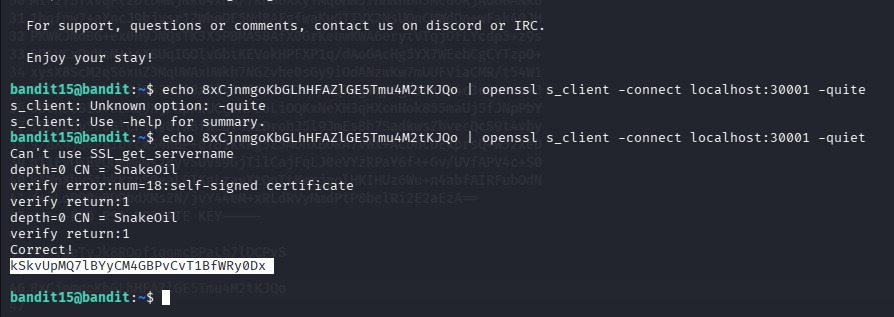 For support, questions or comments, contact us on discord or IRC.
Enjoy your stay!
bandit15@bandit:~$ echo 8xCjnmgoKbGLhHFAZlGE5Tmu4M2tKJQo | openssl s_client -connect localhost:30001 -quite
s_client: Unknown option: -quite
s_client: Use -help for summary.
bandit15@bandit:~$ echo 8xCjnmgoKbGLhHFAZlGE5Tmu4M2tKJQo | openssl s_client -connect localhost:30001 -quiet
Can't use SSL_get_servername
depth=0 CN = SnakeOil
verify error:num=18:self-signed certificate
verify return:1
depth=0 CN = SnakeOil
verify return:1
Correct!
kSkvUpMQ7lBYyCM4GBPvCvT1BfWRy0Dx
bandit15@bandit:~$